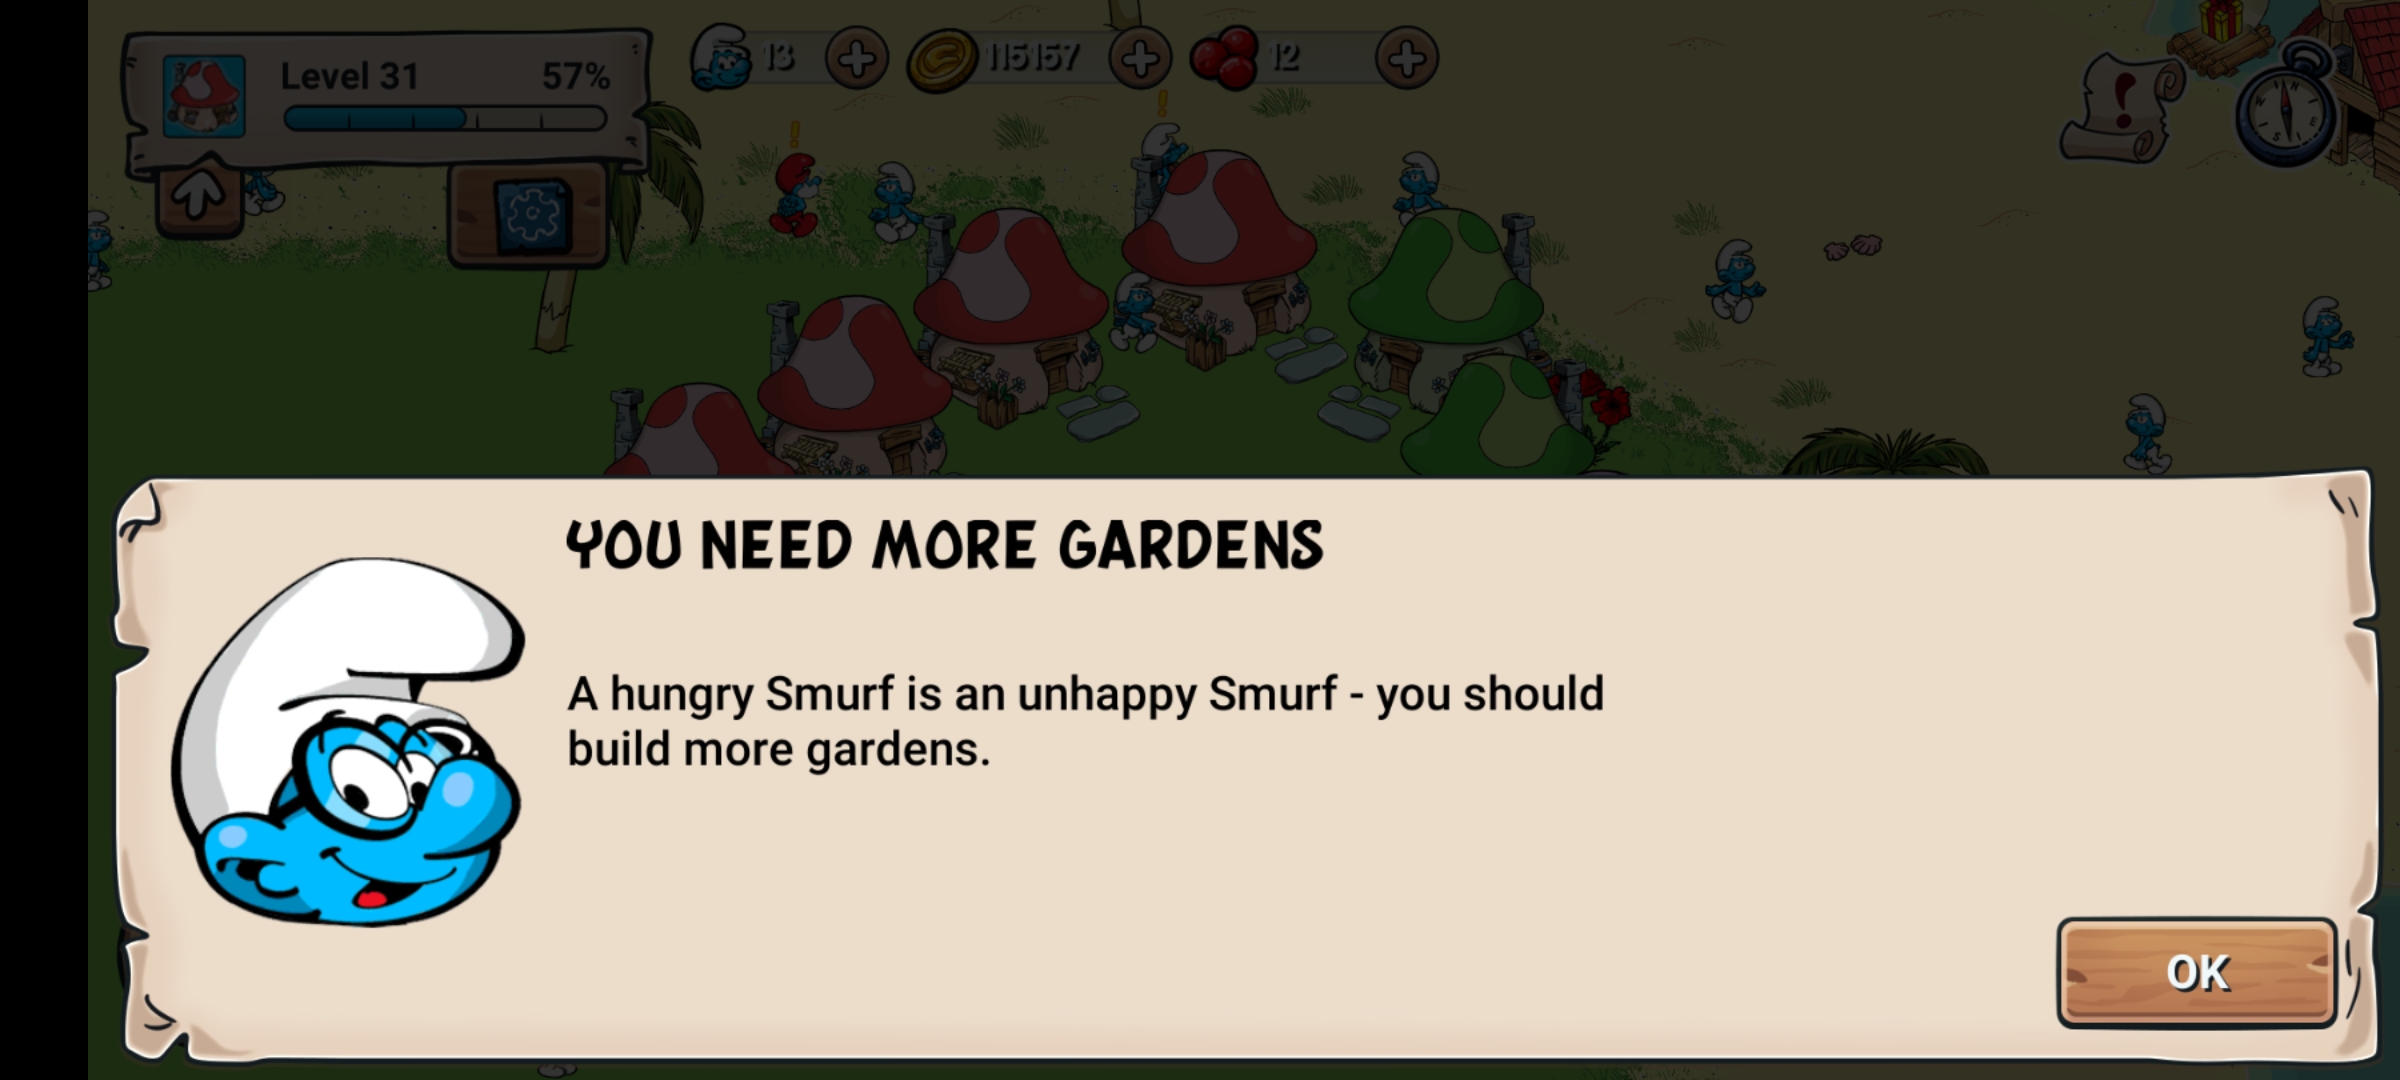 Level 31 57%
13
115157
12
YOU NEED MORE GARDENS
A hungry Smurf is an unhappy Smurf - you should
build more gardens.
OK